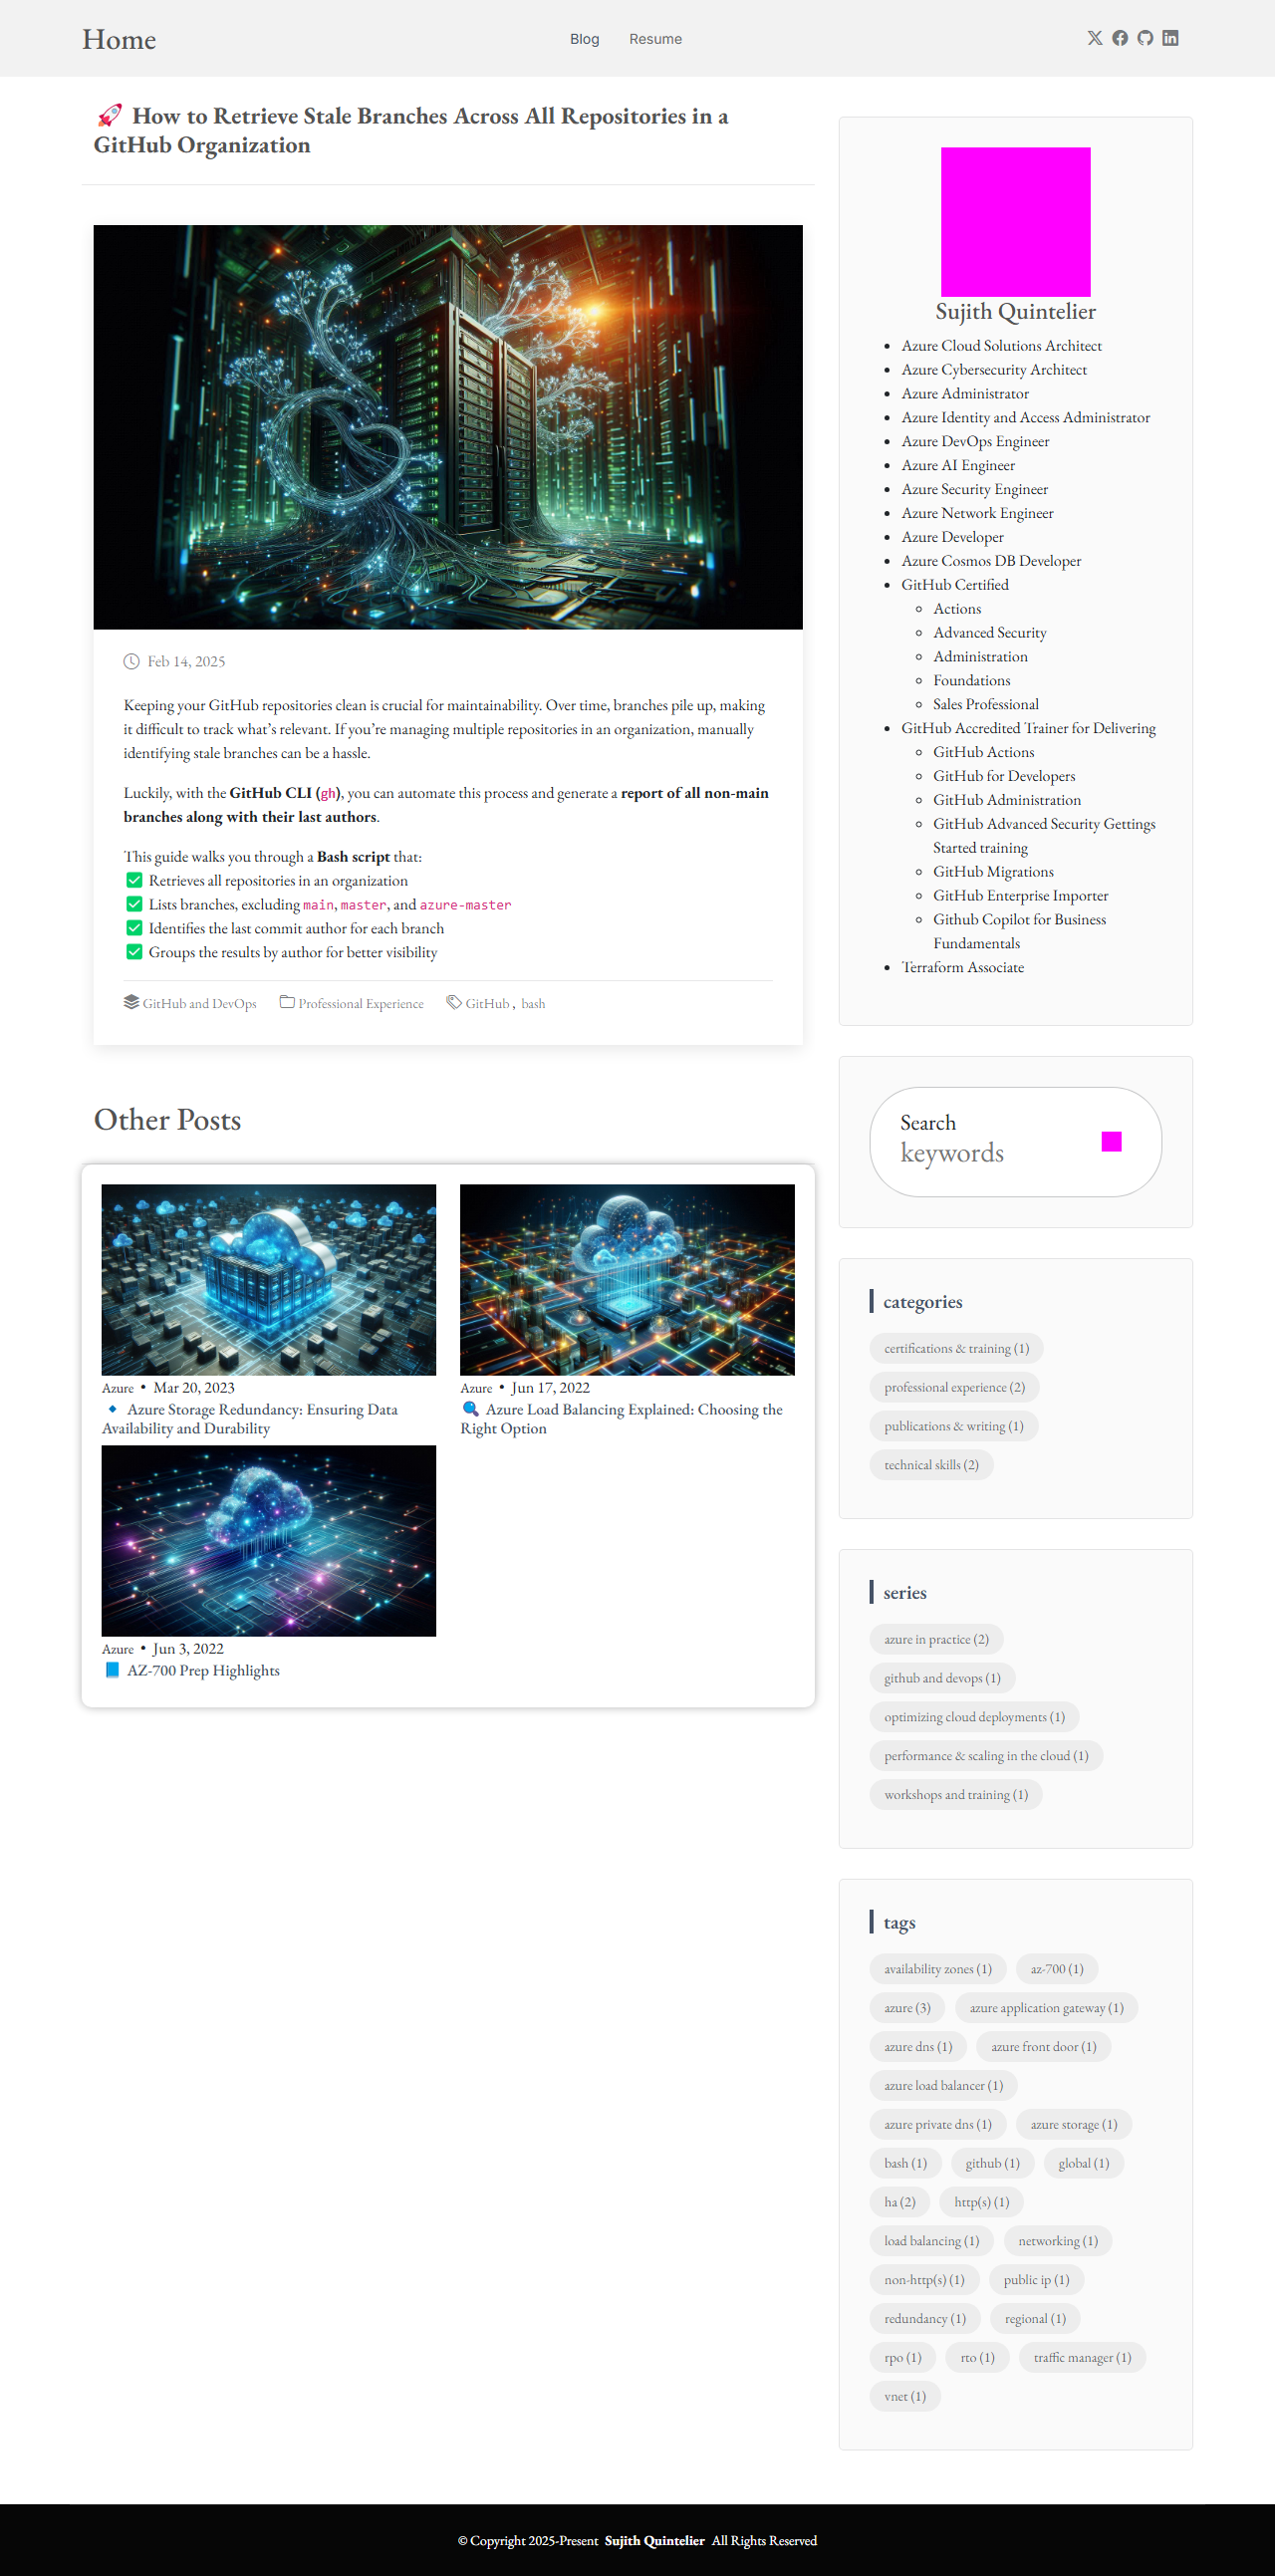 Home
Blog
Resume
🚀 How to Retrieve Stale Branches Across All Repositories in a
GitHub Organization
Feb 14, 2025
Keeping your GitHub repositories clean is crucial for maintainability. Over time, branches pile up, making
it difficult to track what’s relevant. If you’re managing multiple repositories in an organization, manually
identifying stale branches can be a hassle.
Luckily, with the GitHub CLI (gh), you can automate this process and generate a report of all non-main
branches along with their last authors.
This guide walks you through a Bash script that:
✅ Retrieves all repositories in an organization
✅ Lists branches, excluding main, master, and azure-master
✅ Identifies the last commit author for each branch
✅ Groups the results by author for better visibility
GitHub and DevOps Professional Experience GitHub , bash
Other Posts
Azure • Mar 20, 2023
🔹 Azure Storage Redundancy: Ensuring Data
Availability and Durability
Azure • Jun 17, 2022
🔍 Azure Load Balancing Explained: Choosing the
Right Option
Azure • Jun 3, 2022
📘 AZ-700 Prep Highlights
Sujith Quintelier
Azure Cloud Solutions Architect
Azure Cybersecurity Architect
Azure Administrator
Azure Identity and Access Administrator
Azure DevOps Engineer
Azure AI Engineer
Azure Security Engineer
Azure Network Engineer
Azure Developer
Azure Cosmos DB Developer
GitHub Certified
Actions
Advanced Security
Administration
Foundations
Sales Professional
GitHub Accredited Trainer for Delivering
GitHub Actions
GitHub for Developers
GitHub Administration
GitHub Advanced Security Gettings
Started training
GitHub Migrations
GitHub Enterprise Importer
Github Copilot for Business
Fundamentals
Terraform Associate
Search
keywords
categories
certifications & training (1)
professional experience (2)
publications & writing (1)
technical skills (2)
series
azure in practice (2)
github and devops (1)
optimizing cloud deployments (1)
performance & scaling in the cloud (1)
workshops and training (1)
tags
availability zones (1) az-700 (1)
azure (3) azure application gateway (1)
azure dns (1) azure front door (1)
azure load balancer (1)
azure private dns (1) azure storage (1)
bash (1) github (1) global (1)
ha (2) http(s) (1)
load balancing (1) networking (1)
non-http(s) (1) public ip (1)
redundancy (1) regional (1)
rpo (1) rto (1) traffic manager (1)
vnet (1)
© Copyright 2025-Present Sujith Quintelier All Rights Reserved